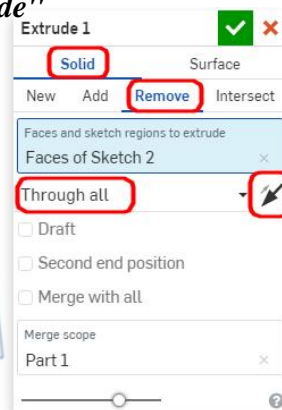 de"
Extrude 1
Solid Surface
New Add Remove Intersect
Faces and sketch regions to extrude
Faces of Sketch 2
Through all
Draft
Second end position
Merge with all
Merge scope
Part 1